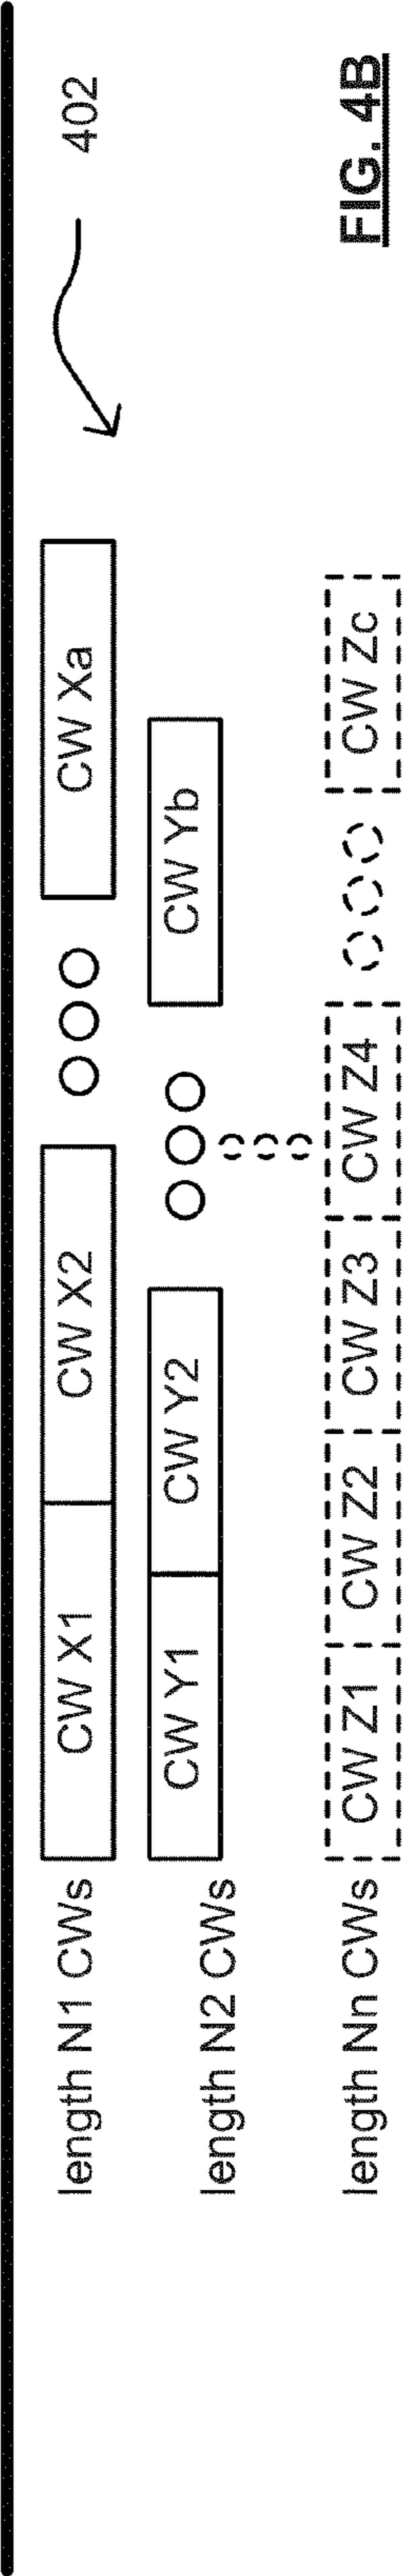 402
length N1 CWs CW X1 CW X2 CW Xa
length N2 CWs CW Y1 CW Y2 CW Yb
length Nn CWs CW Z1 CW Z2 CW Z3 CW Z4 CW Zc
FIG. 4B